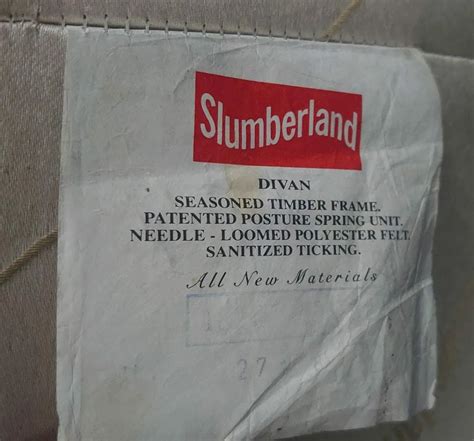 Slumberland
DIVAN
SEASONED TIMBER FRAME.
PATENTED POSTURE SPRING UNIT.
NEEDLE - LOOMED POLYESTER FELT.
SANITIZED TICKING.
All New Materials
27